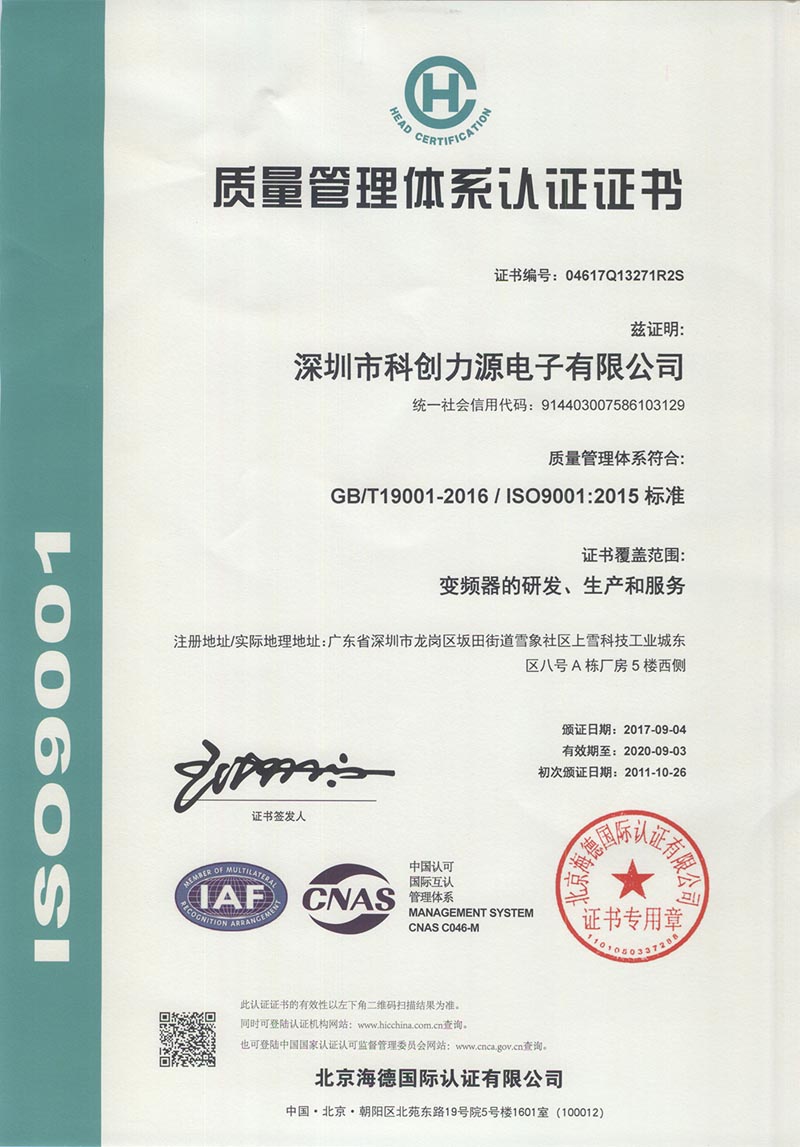 HEAD CERTIFICATION
质量管理体系认证证书
证书编号：04617Q13271R2S
兹证明:
深圳市科创力源电子有限公司
统一社会信用代码：914403007586103129
质量管理体系符合:
GB/T19001-2016 / ISO9001:2015 标准
证书覆盖范围:
变频器的研发、生产和服务
注册地址/实际地理地址:广东省深圳市龙岗区坂田街道雪象社区上雪科技工业城东
区八号 A 栋厂房 5 楼西侧
颁证日期：2017-09-04
有效期至：2020-09-03
初次颁证日期：2011-10-26
证书签发人
ISO9001
MEMBER OF MULTILATERAL
IAF
RECOGNITION ARRANGEMENT
CNAS
中国认可
国际互认
管理体系
MANAGEMENT SYSTEM
CNAS C046-M
北京海德国际认证有限公司
证书专用章
1101080337288
此认证证书的有效性以左下角二维码扫描结果为准。
同时可登陆认证机构网站：www.hicchina.com.cn查询。
也可登陆中国国家认证认可监督管理委员会网站：www.cnca.gov.cn查询。
北京海德国际认证有限公司
中国·北京·朝阳区北苑东路19号院5号楼1601室（100012）